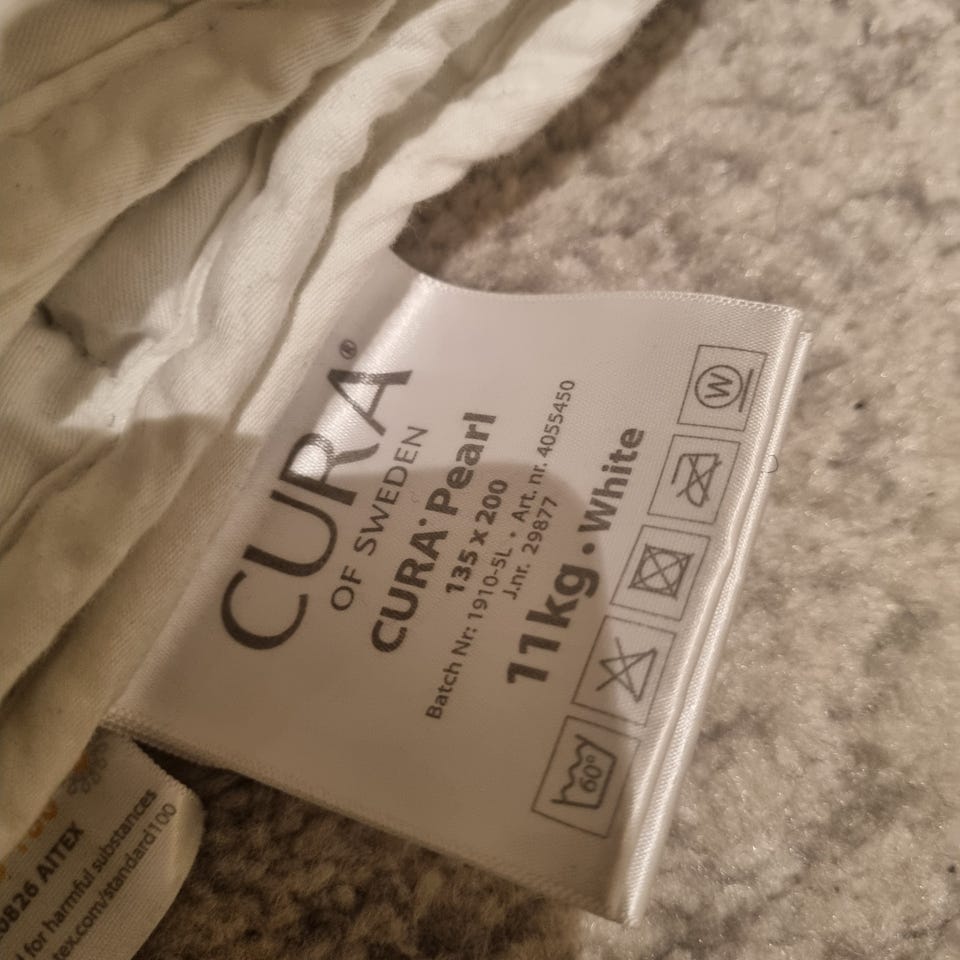 CURA®
OF SWEDEN
CURA® Pearl
135 x 200
Batch Nr: 1910-5L • Art. nr. 4055450
J.nr. 29877
11kg • White
60°
W
0826 AITEX
for harmful substances
tex.com/standard100